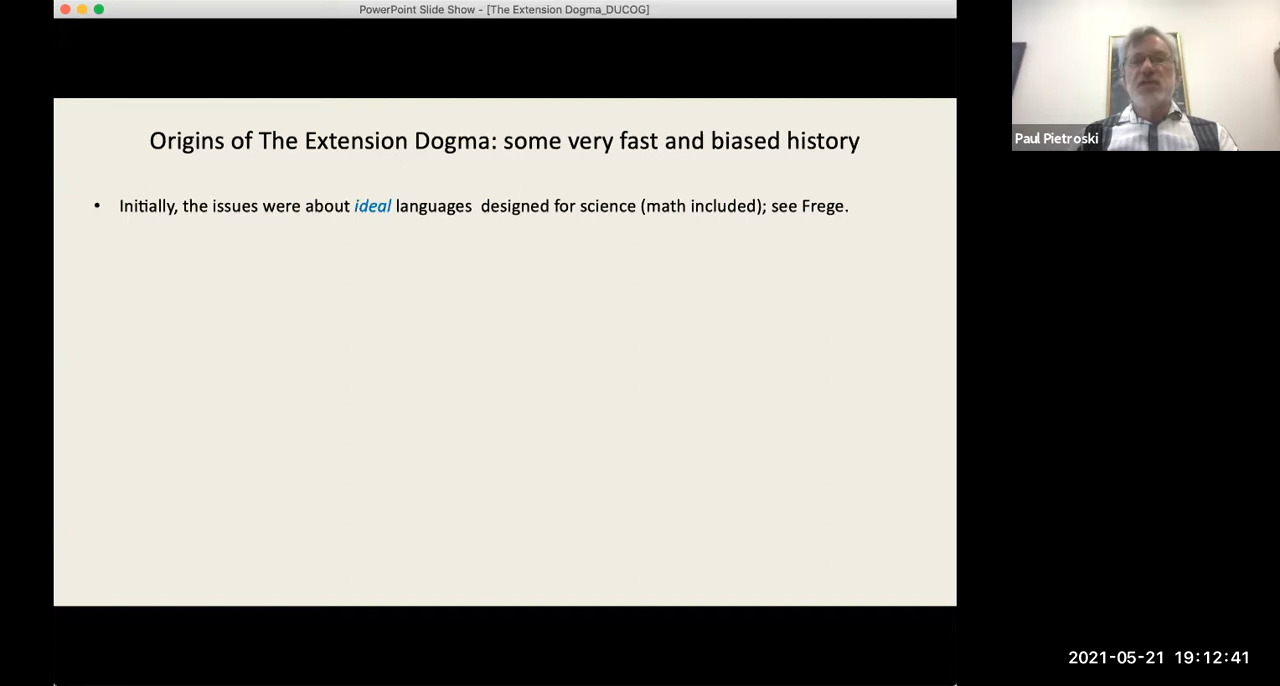 PowerPoint Slide Show - [The Extension Dogma_DUCOG]
Origins of The Extension Dogma: some very fast and biased history
• Initially, the issues were about ideal languages designed for science (math included); see Frege.
Paul Pietroski
2021-05-21 19:12:41